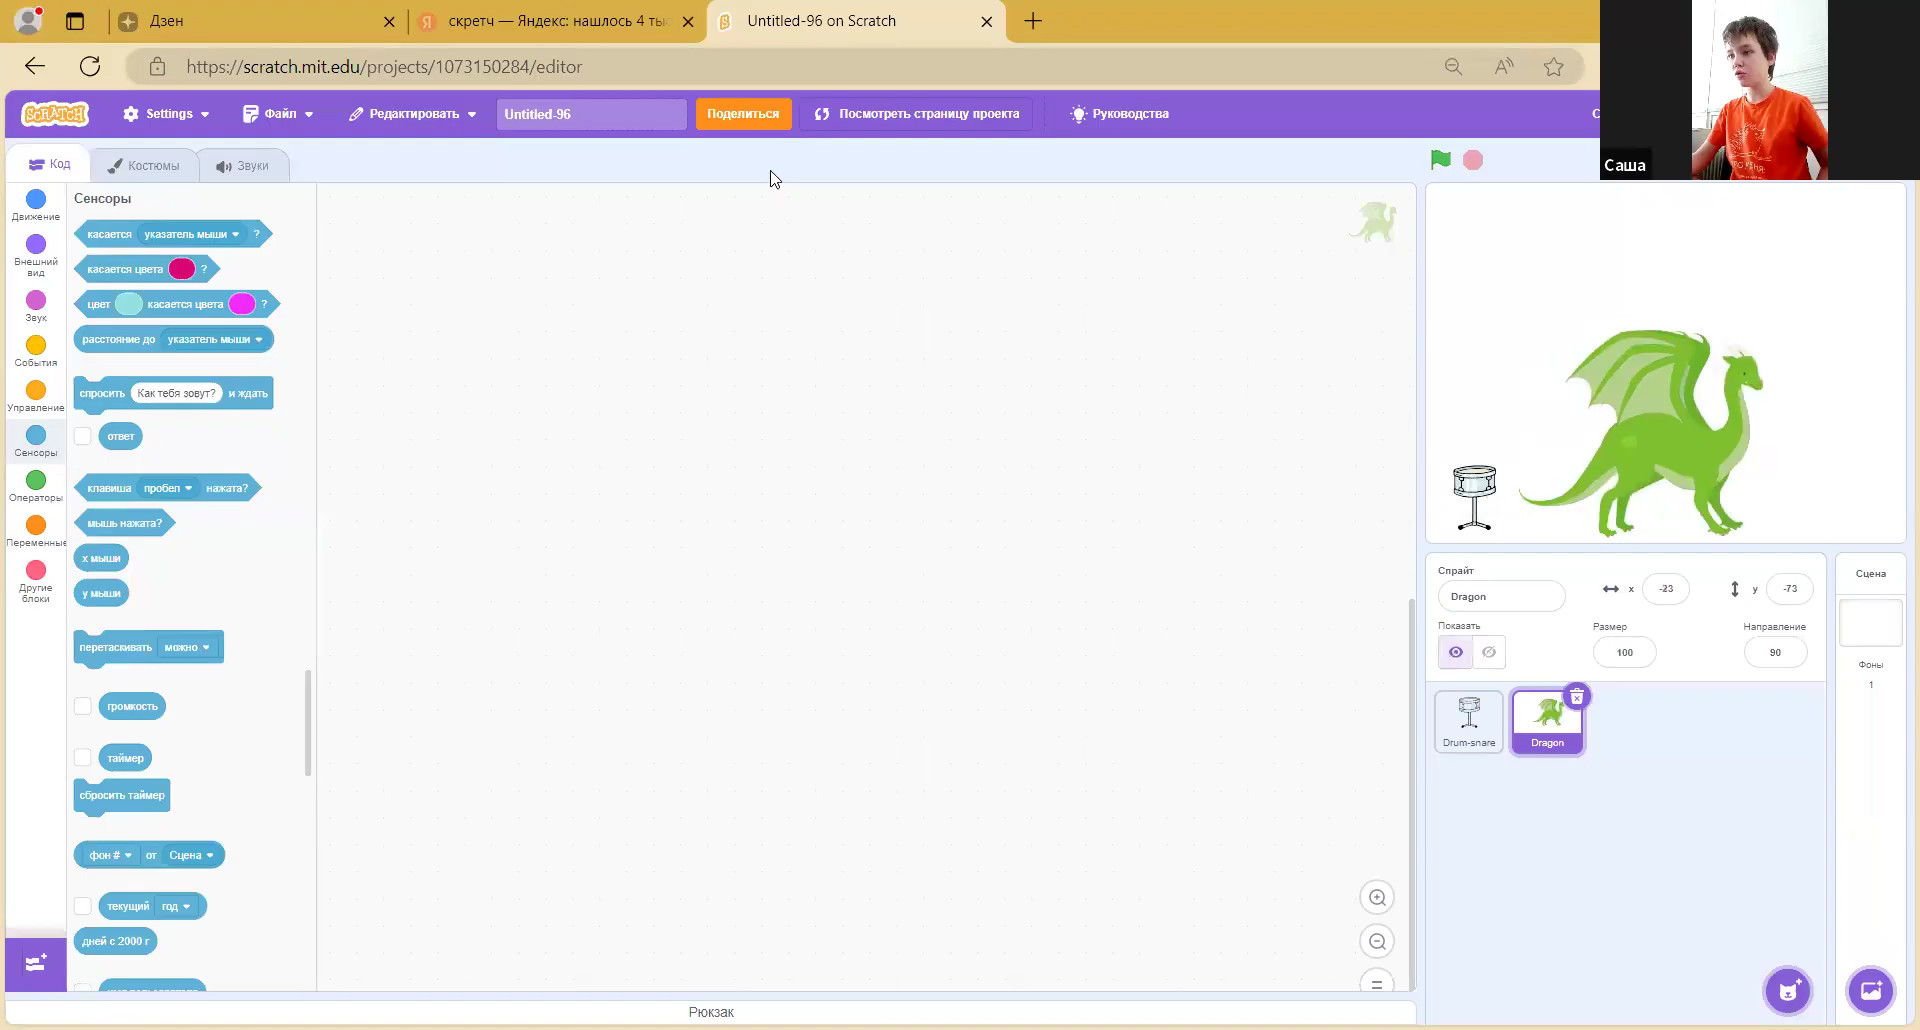 Дзен
скретч — Яндекс: нашлось 4 тыс
Untitled-96 on Scratch
https://scratch.mit.edu/projects/1073150284/editor
SCRATCH
Settings
Файл
Редактировать
Untitled-96
Поделиться
Посмотреть страницу проекта
Руководства
С
Саша
Код
Костюмы
Звуки
Движение
Внешний
вид
Звук
События
Управление
Сенсоры
Операторы
Переменные
Другие
блоки
Сенсоры
касается указатель мыши ?
касается цвета ?
цвет касается цвета ?
расстояние до указатель мыши
спросить Как тебя зовут? и ждать
ответ
клавиша пробел нажата?
мышь нажата?
х мыши
у мыши
перетаскивать можно
громкость
таймер
сбросить таймер
фон # от Сцена
текущий год
дней с 2000 г
Рюкзак
Спрайт
Dragon
x -23
y -73
Показать
Размер
100
Направление
90
Drum-snare
Dragon
Сцена
Фоны
1